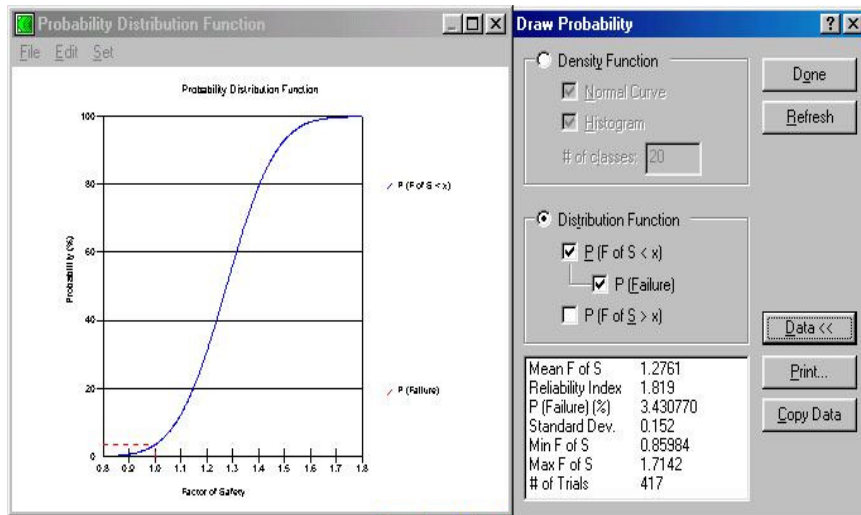 Probability Distribution Function
File Edit Set
Probability Distribution Function
100
80
60
40
20
0
0.8 0.9 1.0 1.1 1.2 1.3 1.4 1.5 1.6 1.7 1.8
Probability (%)
Factor of Safety
P (F of S < x)
P (Failure)
Draw Probability
Density Function
Normal Curve
Histogram
# of classes: 20
Done
Refresh
Distribution Function
P (F of S < x)
P (Failure)
P (F of S > x)
Data <<
Print...
Copy Data
Mean F of S 1.2761
Reliability Index 1.819
P (Failure) (%) 3.430770
Standard Dev. 0.152
Min F of S 0.85984
Max F of S 1.7142
# of Trials 417